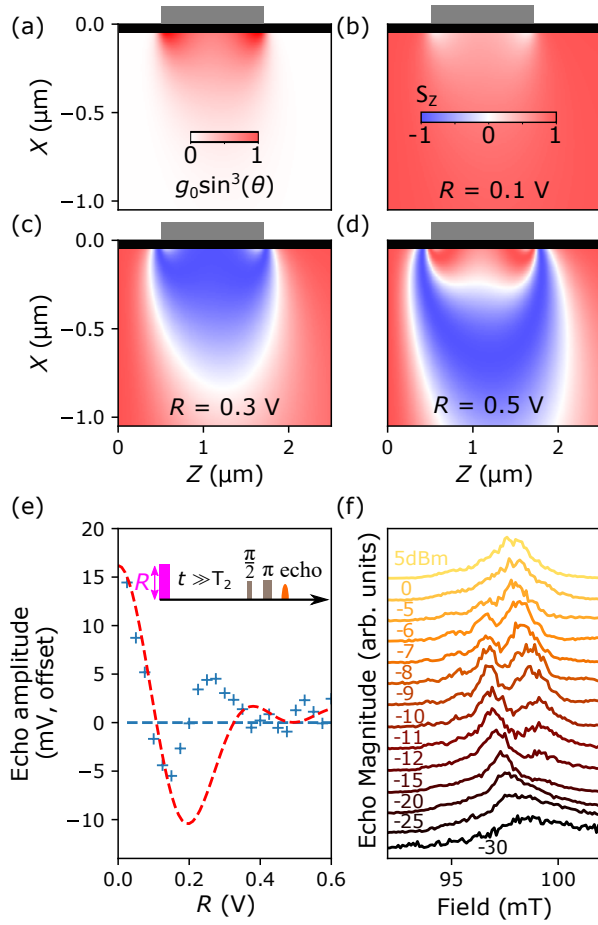 (a)
(b)
0.0
−0.5
−1.0
X (μm)
0 1
g₀sin³(θ)
S_Z
-1 0 1
R = 0.1 V
(c)
(d)
0.0
−0.5
−1.0
X (μm)
R = 0.3 V
R = 0.5 V
0 1 2
0 1 2
Z (μm)
Z (μm)
(e)
(f)
20
15
10
5
0
−5
−10
Echo amplitude
(mV, offset)
R
t ≫T₂
π/2 π echo
0.0 0.2 0.4 0.6
R (V)
Echo Magnitude (arb. units)
5dBm
0
-5
-6
-7
-8
-9
-10
-11
-12
-15
-20
-25
-30
95 100
Field (mT)